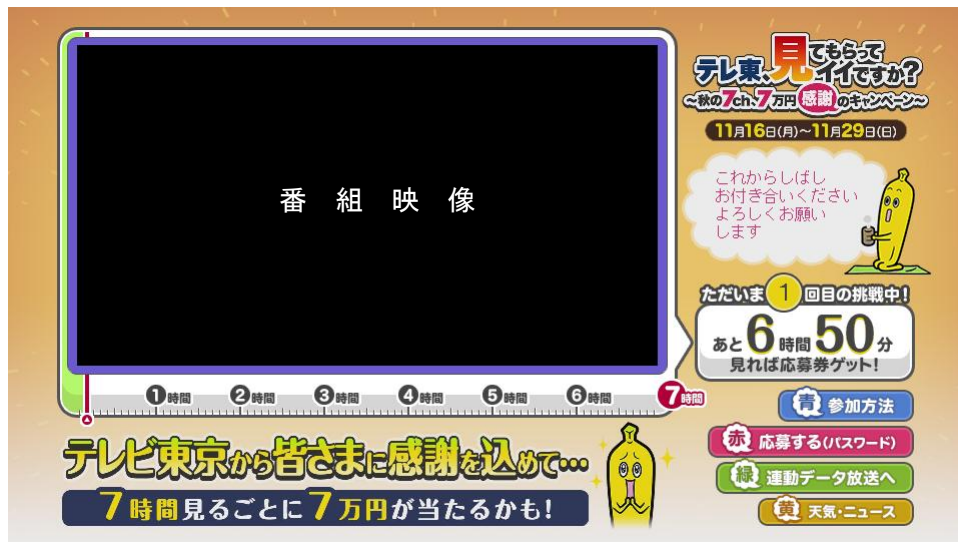 テレ東、見てもらって
イイですか?
~秋の7ch、7万円感謝のキャンペーン~
11月16日(月)~11月29日(日)
番組映像
これからしばし
お付き合いください
よろしくお願い
します
ただいま1回目の挑戦中!
あと6時間50分
見れば応募券ゲット!
1時間 2時間 3時間 4時間 5時間 6時間 7時間
青 参加方法
赤 応募する(パスワード)
緑 連動データ放送へ
黄 天気・ニュース
テレビ東京から皆さまに感謝を込めて…
7時間見るごとに7万円が当たるかも!